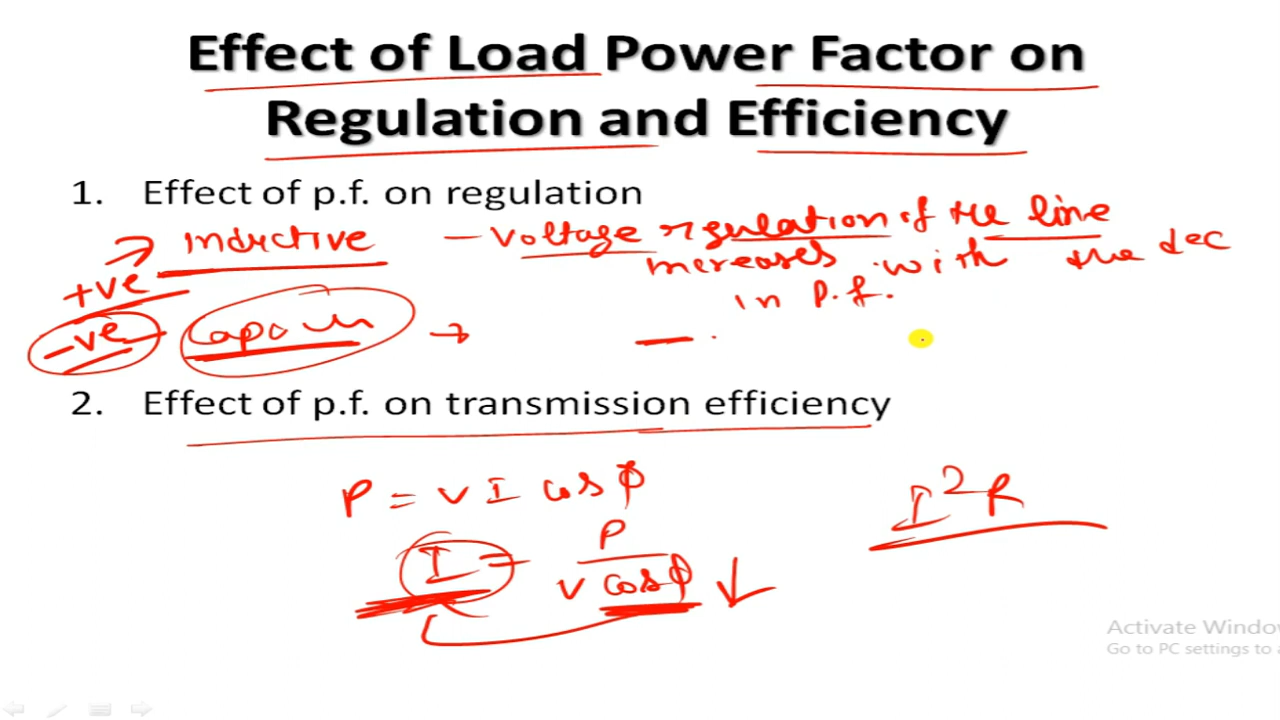 Effect of Load Power Factor on
Regulation and Efficiency
1. Effect of p.f. on regulation
inductive
- Voltage regulation of the line
increases with the dec
in p.f.
+ve
-ve
2. Effect of p.f. on transmission efficiency
P = V I cos φ
I = P
V cos φ
I²R
Activate Windo
Go to PC settings to a